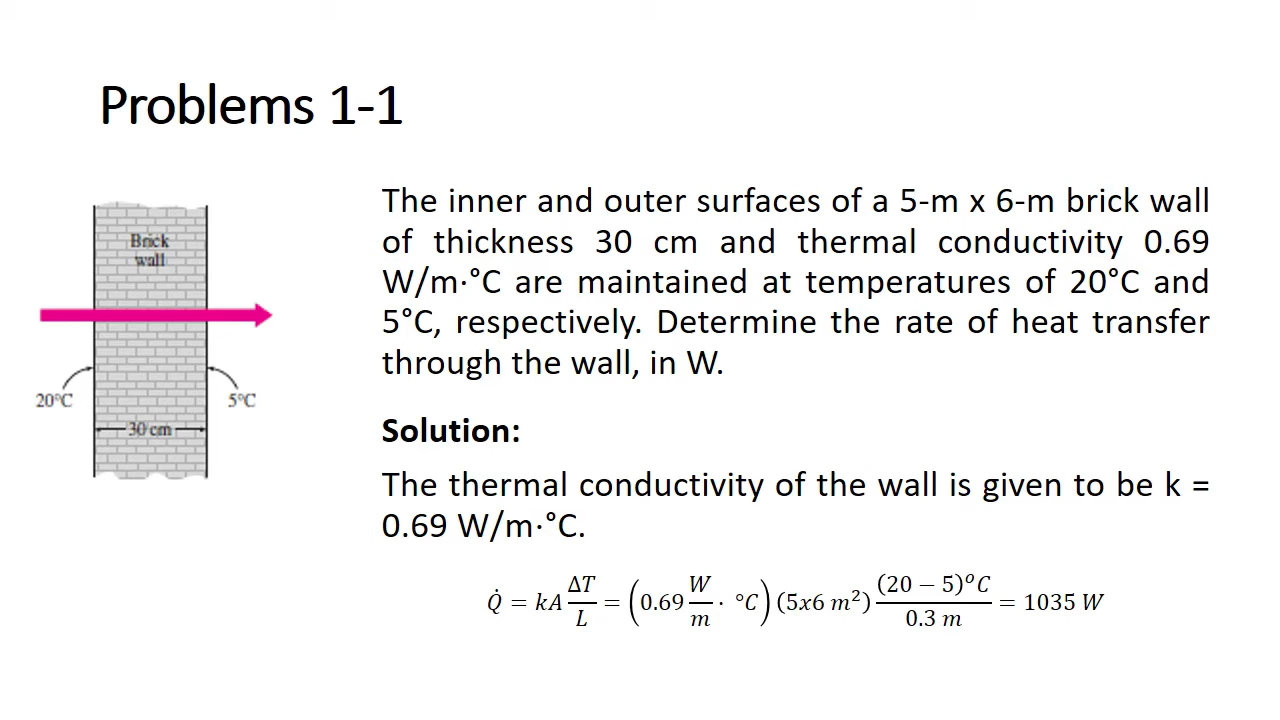 Problems 1-1
Brick
wall
20°C
5°C
30 cm
The inner and outer surfaces of a 5-m x 6-m brick wall
of thickness 30 cm and thermal conductivity 0.69
W/m·°C are maintained at temperatures of 20°C and
5°C, respectively. Determine the rate of heat transfer
through the wall, in W.
Solution:
The thermal conductivity of the wall is given to be k =
0.69 W/m·°C.
Q̇ = kA ΔT/L = (0.69 W/m · °C) (5x6 m²) (20 − 5)ᵒC/0.3 m = 1035 W